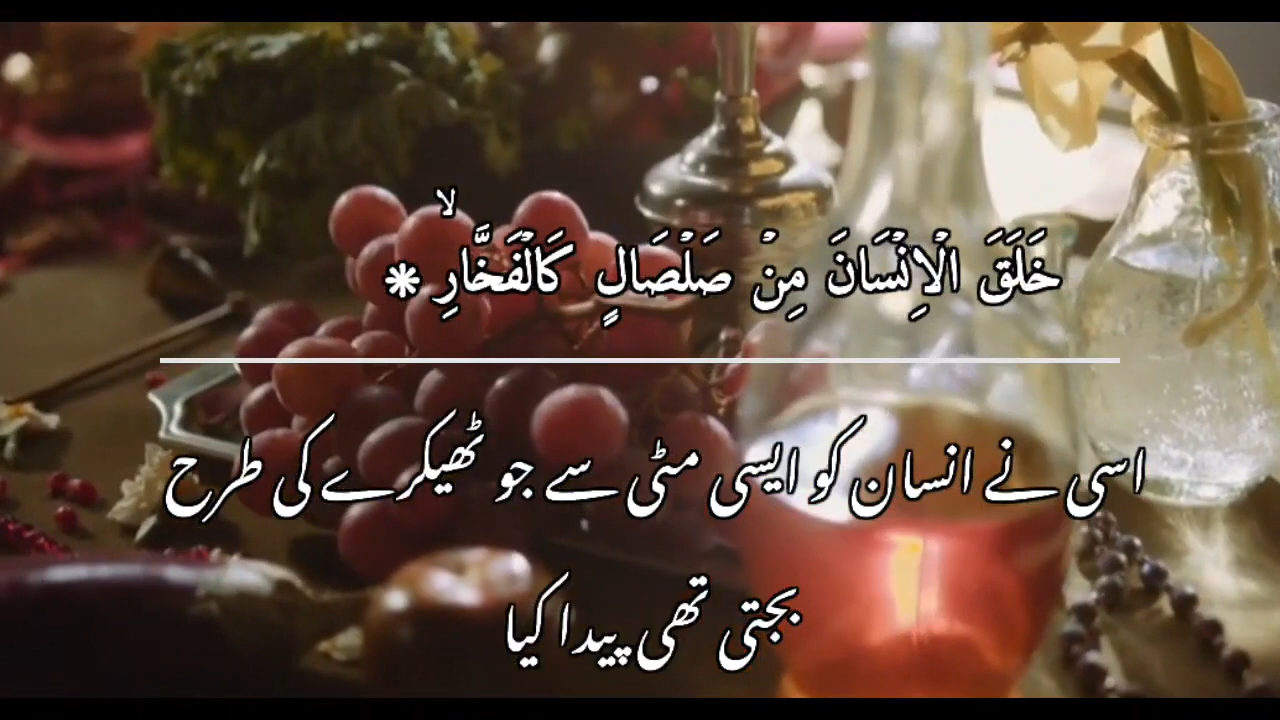 خَلَقَ الْاِنْسَانَ مِنْ صَلْصَالٍ كَالْفَخَّارِۙ *
اسی نے انسان کو ایسی مٹی سے جو ٹھیکرے کی طرح
بجتی تھی پیدا کیا